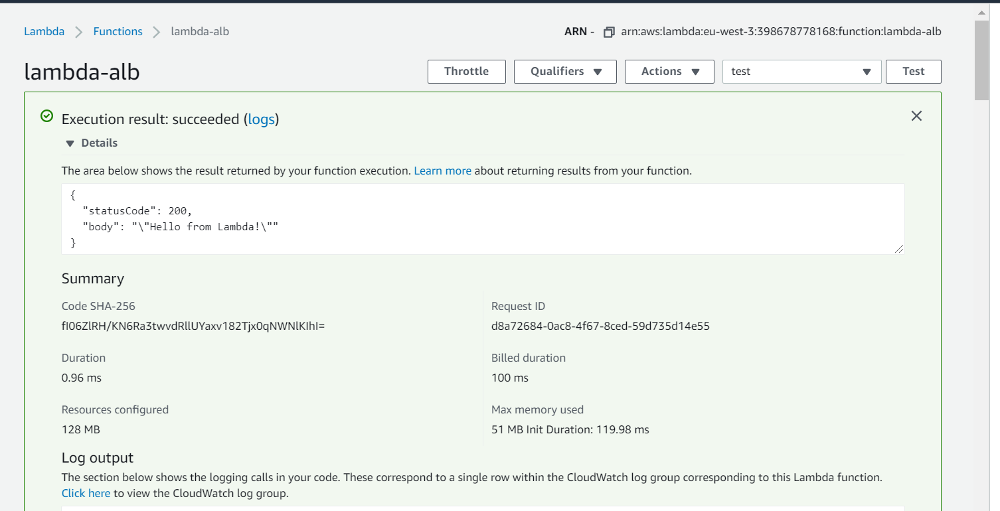 Lambda > Functions > lambda-alb
ARN - arn:aws:lambda:eu-west-3:398678778168:function:lambda-alb
lambda-alb
Throttle
Qualifiers
Actions
test
Test
Execution result: succeeded (logs)
Details
The area below shows the result returned by your function execution. Learn more about returning results from your function.
{
  "statusCode": 200,
  "body": "\"Hello from Lambda!\""
}
Summary
Code SHA-256
fI06ZlRH/KN6Ra3twvdRllUYaxv182Tjx0qNWNlKIhI=
Request ID
d8a72684-0ac8-4f67-8ced-59d735d14e55
Duration
0.96 ms
Billed duration
100 ms
Resources configured
128 MB
Max memory used
51 MB Init Duration: 119.98 ms
Log output
The section below shows the logging calls in your code. These correspond to a single row within the CloudWatch log group corresponding to this Lambda function.
Click here to view the CloudWatch log group.